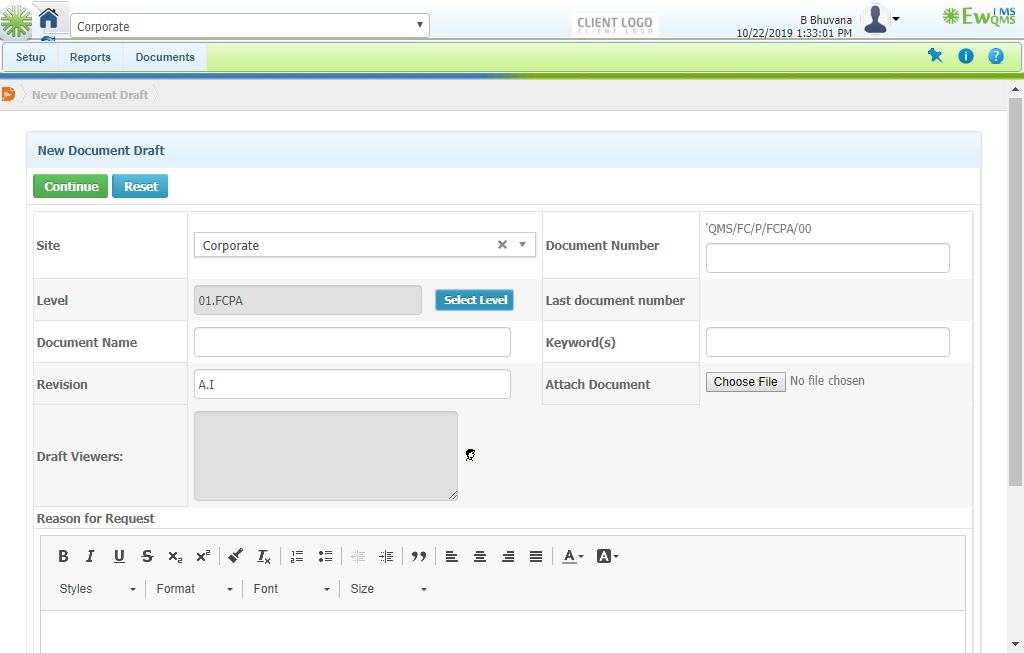 Corporate
CLIENT LOGO
B Bhuvana
10/22/2019 1:33:01 PM
Ew IMS QMS
Setup Reports Documents
New Document Draft
New Document Draft
Continue Reset
Site Corporate Document Number 'QMS/FC/P/FCPA/00
Level 01.FCPA Select Level Last document number
Document Name Keyword(s)
Revision A.I Attach Document Choose File No file chosen
Draft Viewers:
Reason for Request
Styles Format Font Size